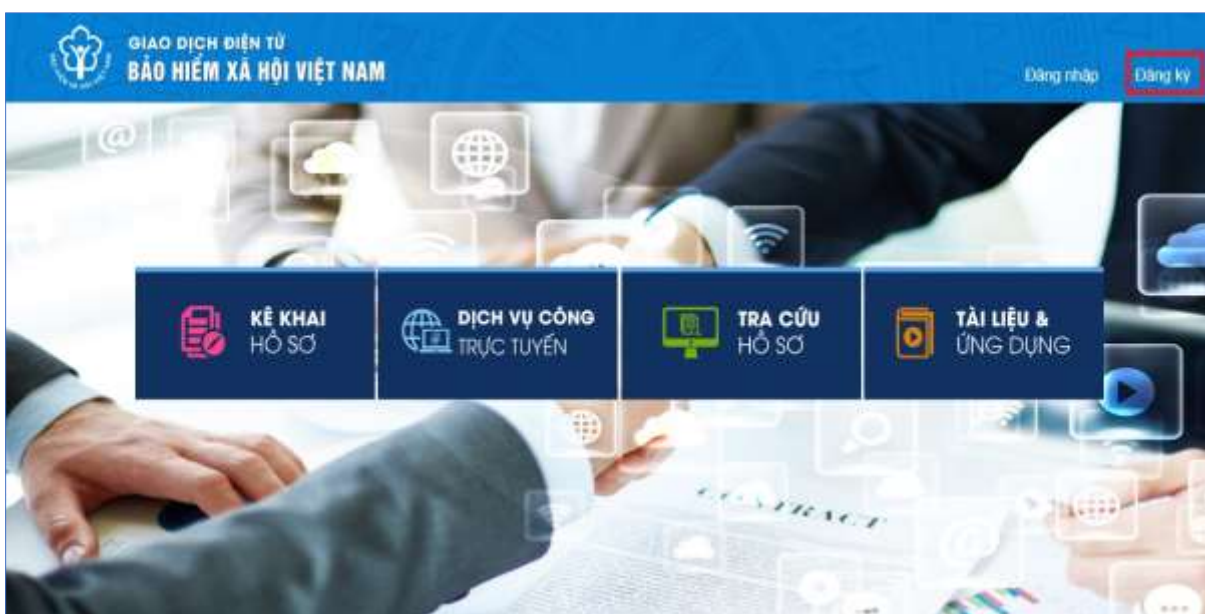 GIAO DỊCH ĐIỆN TỬ
BẢO HIỂM XÃ HỘI VIỆT NAM
Đăng nhập
Đăng ký
KÊ KHAI
HỒ SƠ
DỊCH VỤ CÔNG
TRỰC TUYẾN
TRA CỨU
HỒ SƠ
TÀI LIỆU &
ỨNG DỤNG
CONTRACT